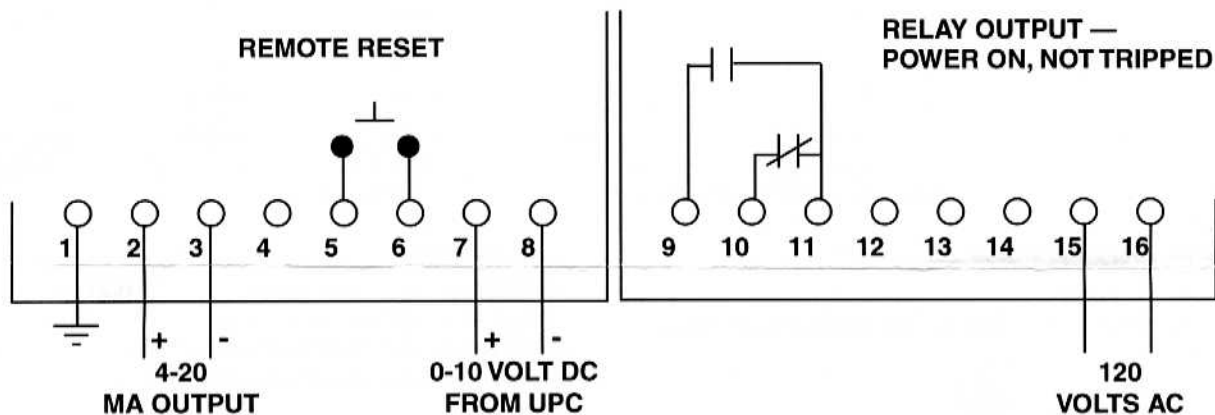 REMOTE RESET
RELAY OUTPUT —
POWER ON, NOT TRIPPED
1 2 3 4 5 6 7 8
9 10 11 12 13 14 15 16
+ -
4-20
MA OUTPUT
+ -
0-10 VOLT DC
FROM UPC
120
VOLTS AC